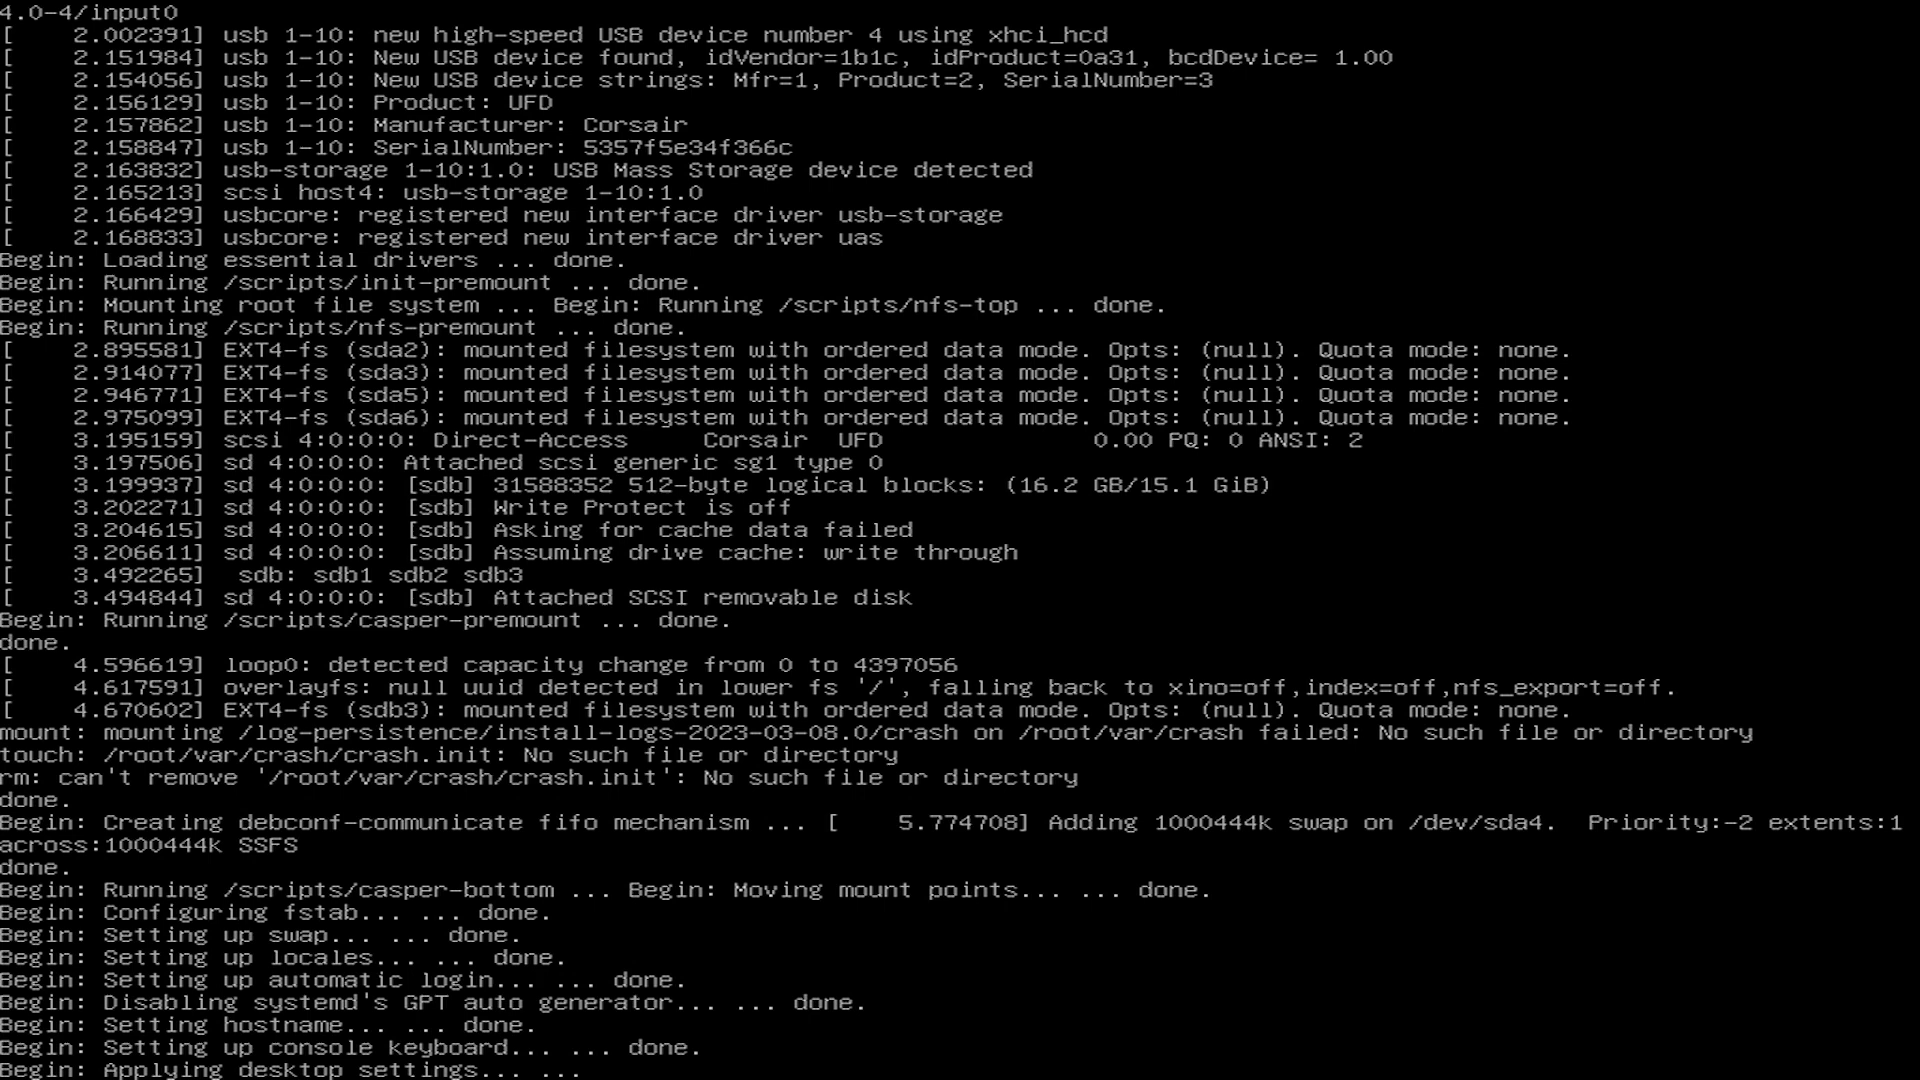 4.0-4/input0
[    2.002391] usb 1-10: new high-speed USB device number 4 using xhci_hcd
[    2.151984] usb 1-10: New USB device found, idVendor=1b1c, idProduct=0a31, bcdDevice= 1.00
[    2.154056] usb 1-10: New USB device strings: Mfr=1, Product=2, SerialNumber=3
[    2.156129] usb 1-10: Product: UFD
[    2.157862] usb 1-10: Manufacturer: Corsair
[    2.158847] usb 1-10: SerialNumber: 5357f5e34f366c
[    2.163832] usb-storage 1-10:1.0: USB Mass Storage device detected
[    2.165213] scsi host4: usb-storage 1-10:1.0
[    2.166429] usbcore: registered new interface driver usb-storage
[    2.168833] usbcore: registered new interface driver uas
Begin: Loading essential drivers ... done.
Begin: Running /scripts/init-premount ... done.
Begin: Mounting root file system ... Begin: Running /scripts/nfs-top ... done.
Begin: Running /scripts/nfs-premount ... done.
[    2.895581] EXT4-fs (sda2): mounted filesystem with ordered data mode. Opts: (null). Quota mode: none.
[    2.914077] EXT4-fs (sda3): mounted filesystem with ordered data mode. Opts: (null). Quota mode: none.
[    2.946771] EXT4-fs (sda5): mounted filesystem with ordered data mode. Opts: (null). Quota mode: none.
[    2.975099] EXT4-fs (sda6): mounted filesystem with ordered data mode. Opts: (null). Quota mode: none.
[    3.195159] scsi 4:0:0:0: Direct-Access     Corsair  UFD              0.00 PQ: 0 ANSI: 2
[    3.197506] sd 4:0:0:0: Attached scsi generic sg1 type 0
[    3.199937] sd 4:0:0:0: [sdb] 31588352 512-byte logical blocks: (16.2 GB/15.1 GiB)
[    3.202271] sd 4:0:0:0: [sdb] Write Protect is off
[    3.204615] sd 4:0:0:0: [sdb] Asking for cache data failed
[    3.206611] sd 4:0:0:0: [sdb] Assuming drive cache: write through
[    3.492265]  sdb: sdb1 sdb2 sdb3
[    3.494844] sd 4:0:0:0: [sdb] Attached SCSI removable disk
Begin: Running /scripts/casper-premount ... done.
done.
[    4.596619] loop0: detected capacity change from 0 to 4397056
[    4.617591] overlayfs: null uuid detected in lower fs '/', falling back to xino=off,index=off,nfs_export=off.
[    4.670602] EXT4-fs (sdb3): mounted filesystem with ordered data mode. Opts: (null). Quota mode: none.
mount: mounting /log-persistence/install-logs-2023-03-08.0/crash on /root/var/crash failed: No such file or directory
touch: /root/var/crash/crash.init: No such file or directory
rm: can't remove '/root/var/crash/crash.init': No such file or directory
done.
Begin: Creating debconf-communicate fifo mechanism ... [    5.774708] Adding 1000444k swap on /dev/sda4.  Priority:-2 extents:1
across:1000444k SSFS
done.
Begin: Running /scripts/casper-bottom ... Begin: Moving mount points... ... done.
Begin: Configuring fstab... ... done.
Begin: Setting up swap... ... done.
Begin: Setting up locales... ... done.
Begin: Setting up automatic login... ... done.
Begin: Disabling systemd's GPT auto generator... ... done.
Begin: Setting hostname... ... done.
Begin: Setting up console keyboard... ... done.
Begin: Applying desktop settings... ...